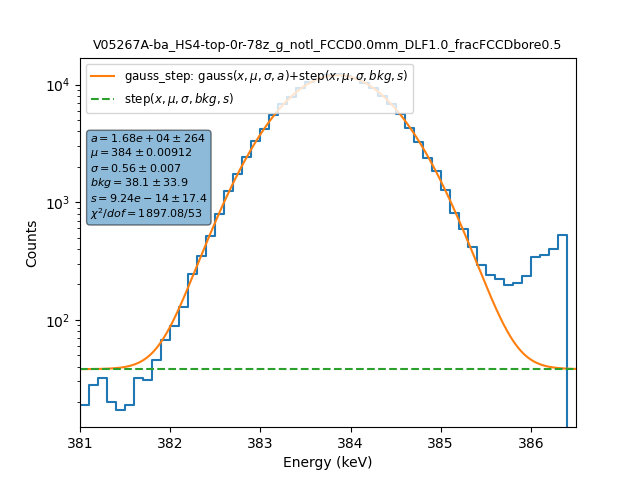 V05267A-ba_HS4-top-0r-78z_g_notl_FCCD0.0mm_DLF1.0_fracFCCDbore0.5
gauss_step: gauss(x, μ, σ, a)+step(x, μ, σ, bkg, s)
step(x, μ, σ, bkg, s)
a = 1.68e + 04 ± 264
μ = 384 ± 0.00912
σ = 0.56 ± 0.007
bkg = 38.1 ± 33.9
s = 9.24e − 14 ± 17.4
χ²/dof = 1897.08/53
Counts
10⁴
10³
10²
381 382 383 384 385 386
Energy (keV)